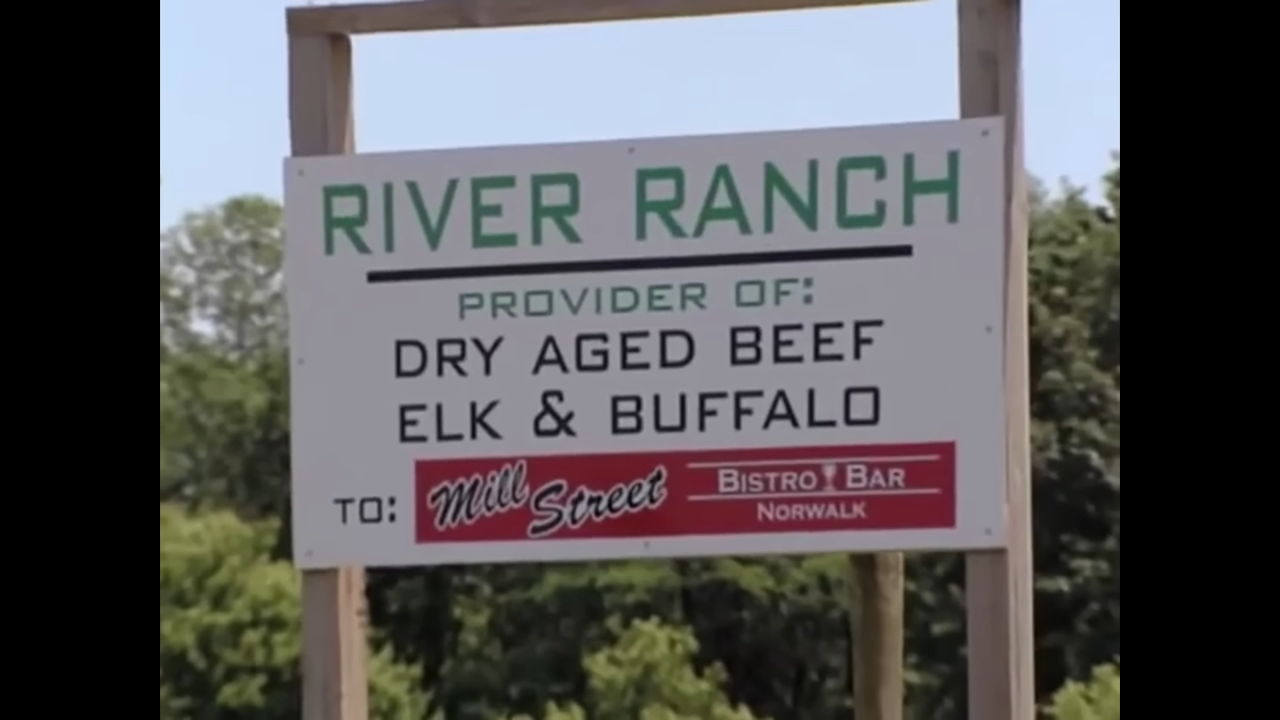 RIVER RANCH
PROVIDER OF:
DRY AGED BEEF
ELK & BUFFALO
TO: Mill Street BISTRO BAR
NORWALK